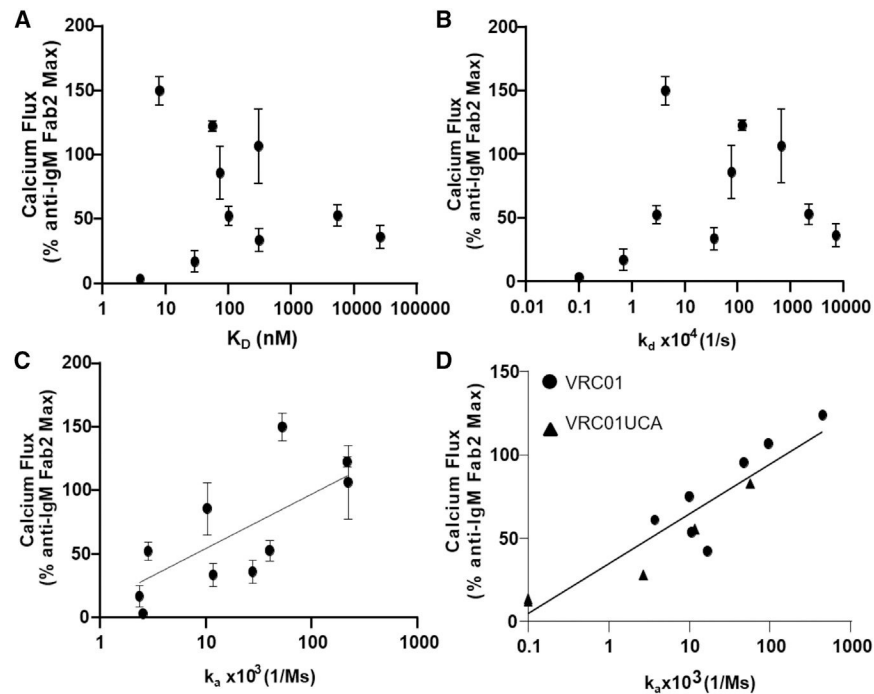 A
Calcium Flux
(% anti-IgM Fab2 Max)
200
150
100
50
0
1
10
100
1000
10000
100000
K_D (nM)
B
Calcium Flux
(% anti-IgM Fab2 Max)
200
150
100
50
0
0.01
0.1
1
10
100
1000
10000
k_d x10^4 (1/s)
C
Calcium Flux
(% anti-IgM Fab2 Max)
200
150
100
50
0
1
10
100
1000
k_a x10^3 (1/Ms)
D
Calcium Flux
(% anti-IgM Fab2 Max)
150
100
50
0
VRC01
VRC01UCA
0.1
1
10
100
1000
k_a x10^3 (1/Ms)